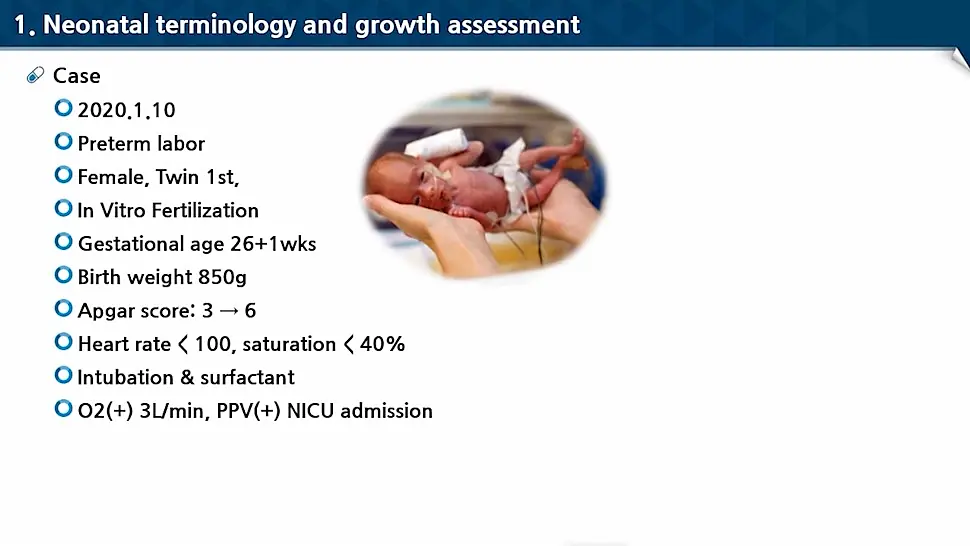 1. Neonatal terminology and growth assessment
Case
2020.1.10
Preterm labor
Female, Twin 1st,
In Vitro Fertilization
Gestational age 26+1wks
Birth weight 850g
Apgar score: 3 → 6
Heart rate < 100, saturation < 40%
Intubation & surfactant
O2(+) 3L/min, PPV(+) NICU admission